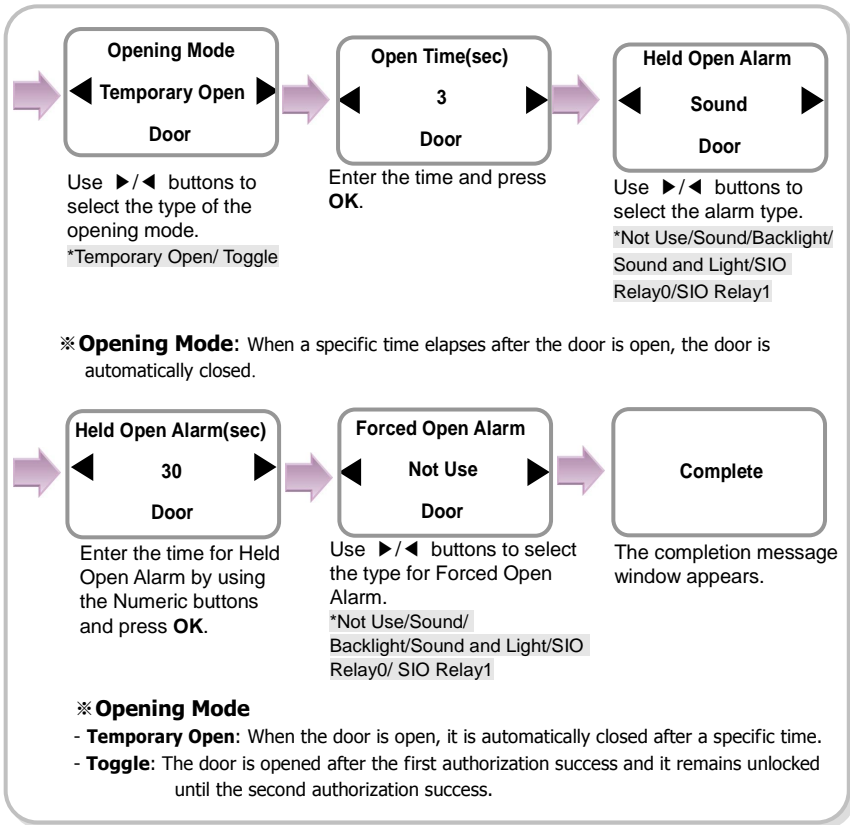 Opening Mode
◀ Temporary Open ▶
Door
Use ▶/◀ buttons to
select the type of the
opening mode.
*Temporary Open/ Toggle
Open Time(sec)
◀ 3 ▶
Door
Enter the time and press
OK.
Held Open Alarm
◀ Sound ▶
Door
Use ▶/◀ buttons to
select the alarm type.
*Not Use/Sound/Backlight/
Sound and Light/SIO
Relay0/SIO Relay1
※Opening Mode: When a specific time elapses after the door is open, the door is
automatically closed.
Held Open Alarm(sec)
◀ 30 ▶
Door
Enter the time for Held
Open Alarm by using
the Numeric buttons
and press OK.
Forced Open Alarm
◀ Not Use ▶
Door
Use ▶/◀ buttons to select
the type for Forced Open
Alarm.
*Not Use/Sound/
Backlight/Sound and Light/SIO
Relay0/ SIO Relay1
Complete
The completion message
window appears.
※Opening Mode
- Temporary Open: When the door is open, it is automatically closed after a specific time.
- Toggle: The door is opened after the first authorization success and it remains unlocked
until the second authorization success.